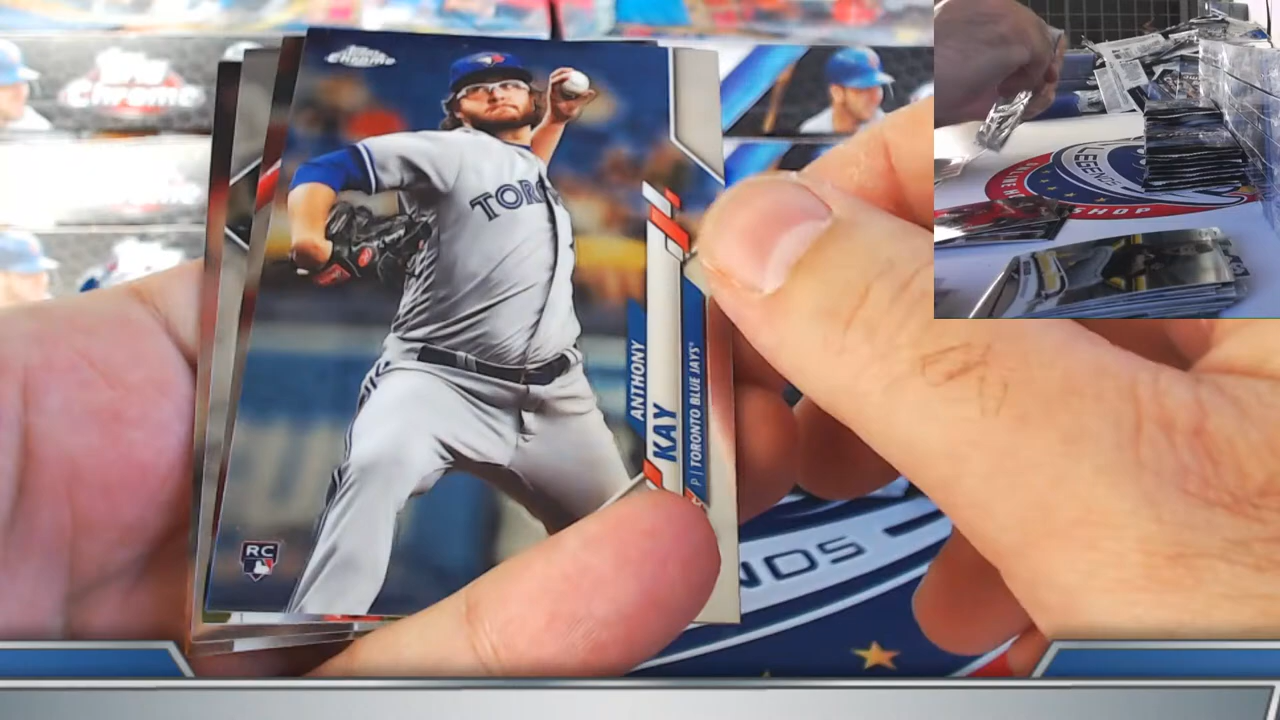 Topps
Chrome
Topps
Chrome
TORO
ANTHONY
KAY
P | TORONTO BLUE JAYS
RC
NDS
LEGENDS
SHOP